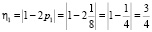 η₁ = |1 − 2p₁| = |1 − 2 1/8| = |1 − 1/4| = 3/4